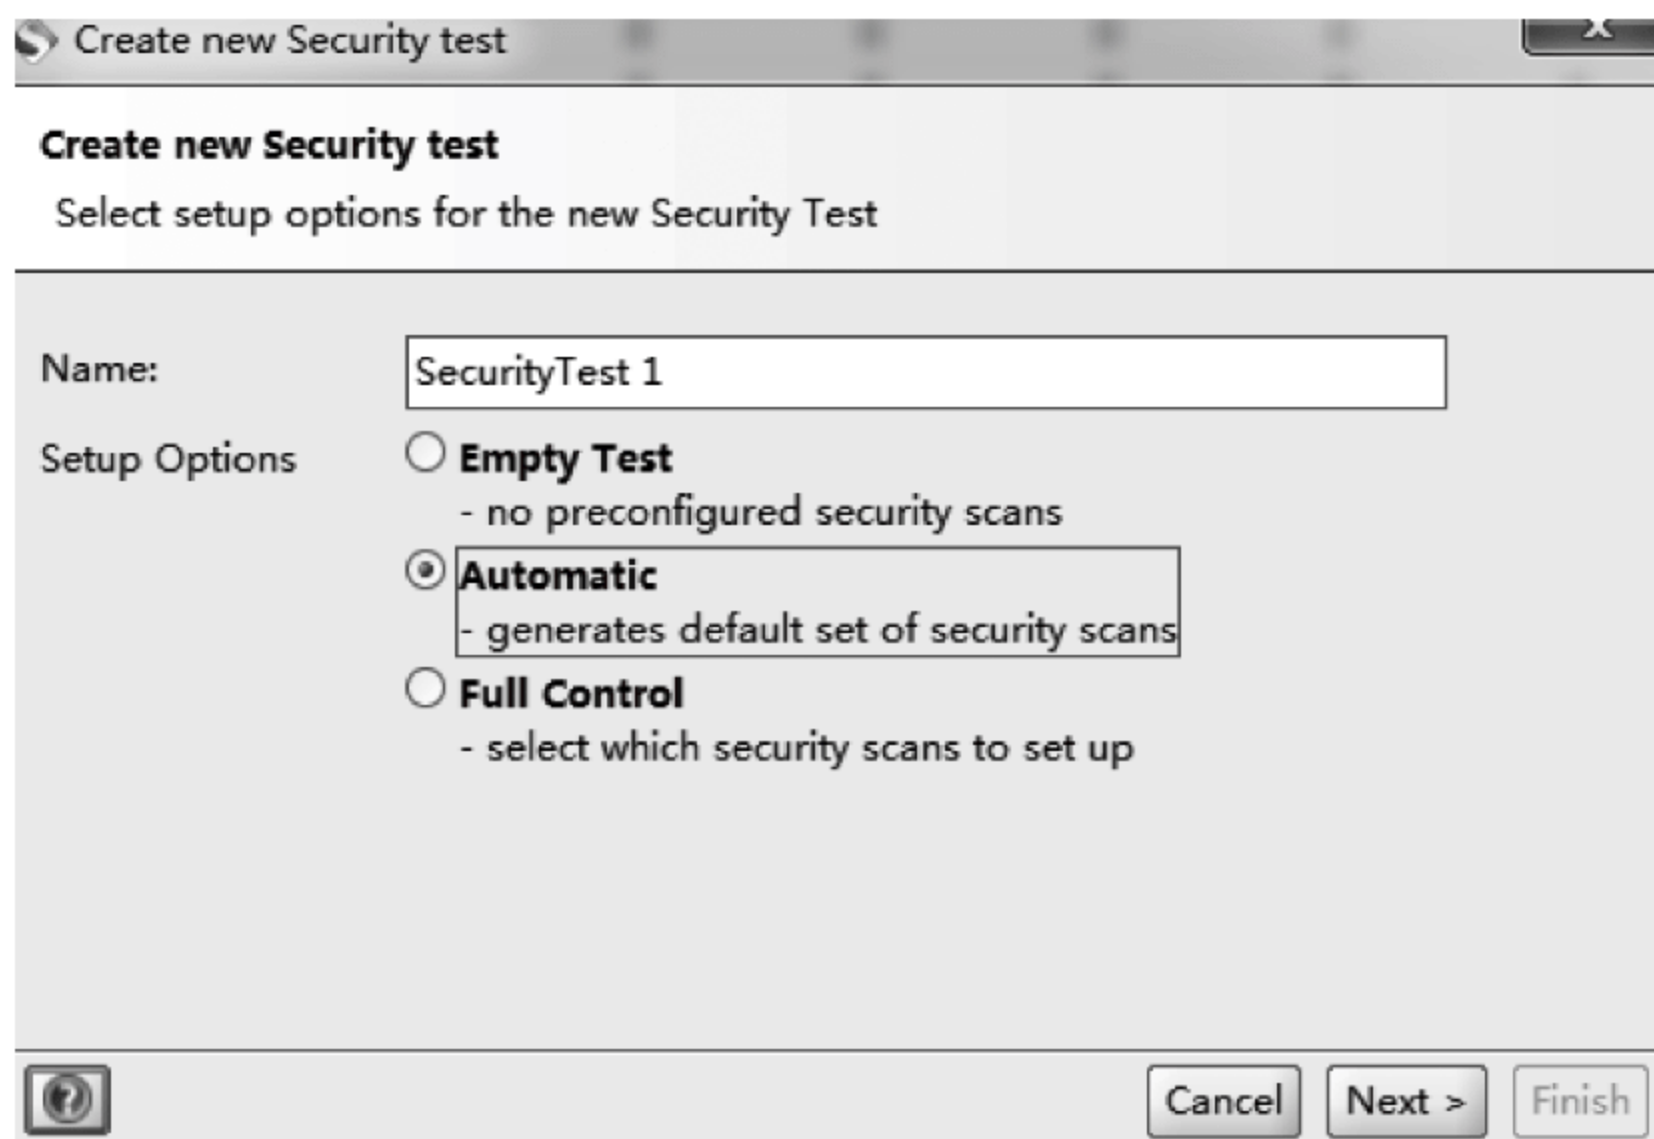 Create new Security test
Create new Security test
Select setup options for the new Security Test
Name:
SecurityTest 1
Setup Options
Empty Test
- no preconfigured security scans
Automatic
- generates default set of security scans
Full Control
- select which security scans to set up
Cancel
Next >
Finish